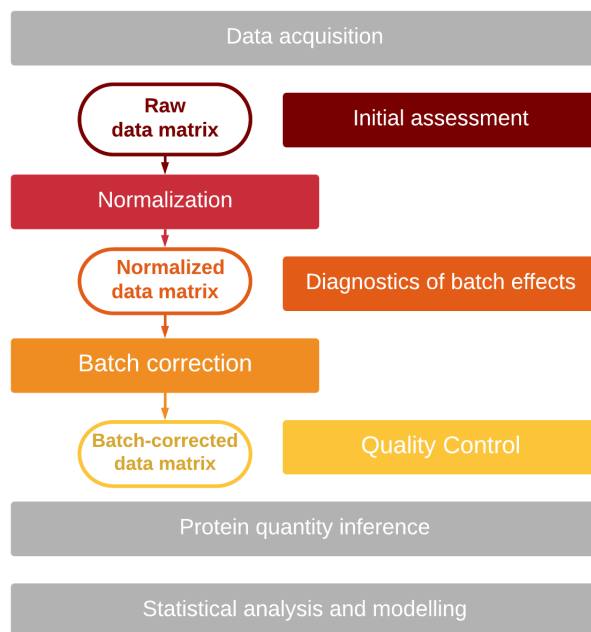 Data acquisition
Raw
data matrix
Initial assessment
Normalization
Normalized
data matrix
Diagnostics of batch effects
Batch correction
Batch-corrected
data matrix
Quality Control
Protein quantity inference
Statistical analysis and modelling